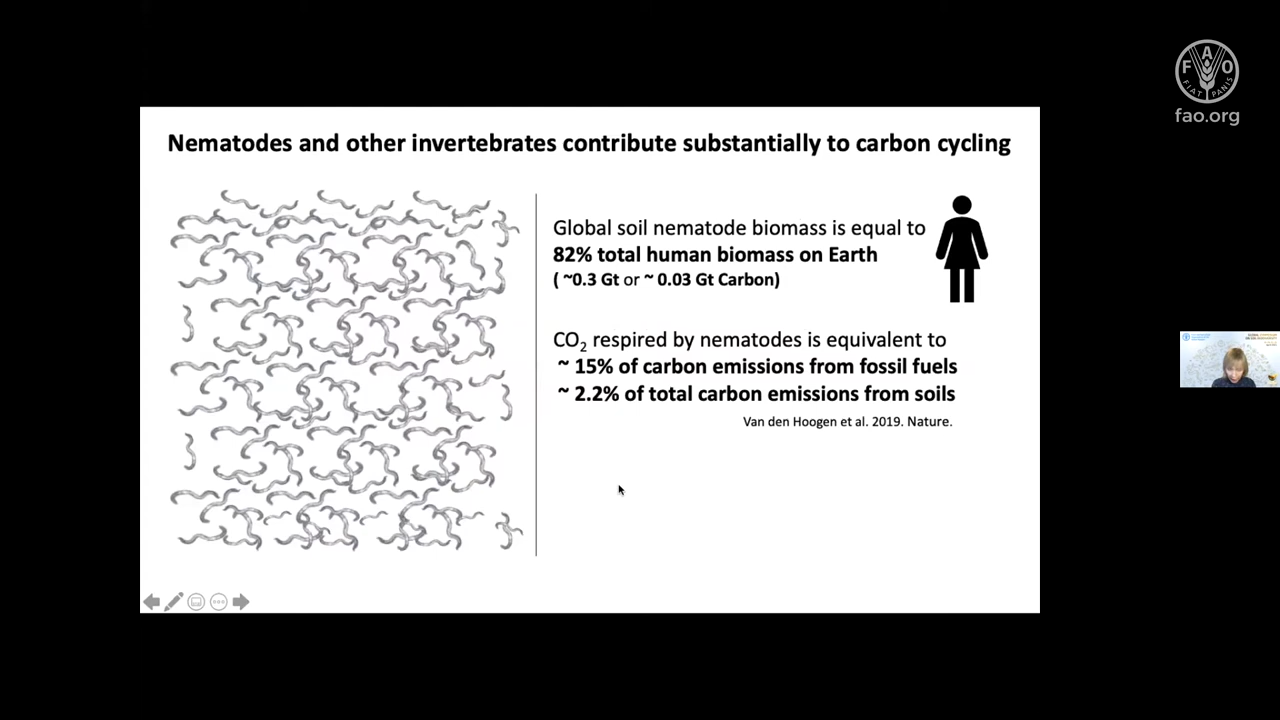 F A O
FIAT PANIS
fao.org
Nematodes and other invertebrates contribute substantially to carbon cycling
Global soil nematode biomass is equal to
82% total human biomass on Earth
( ~0.3 Gt or ~ 0.03 Gt Carbon)
CO₂ respired by nematodes is equivalent to
~ 15% of carbon emissions from fossil fuels
~ 2.2% of total carbon emissions from soils
Van den Hoogen et al. 2019. Nature.